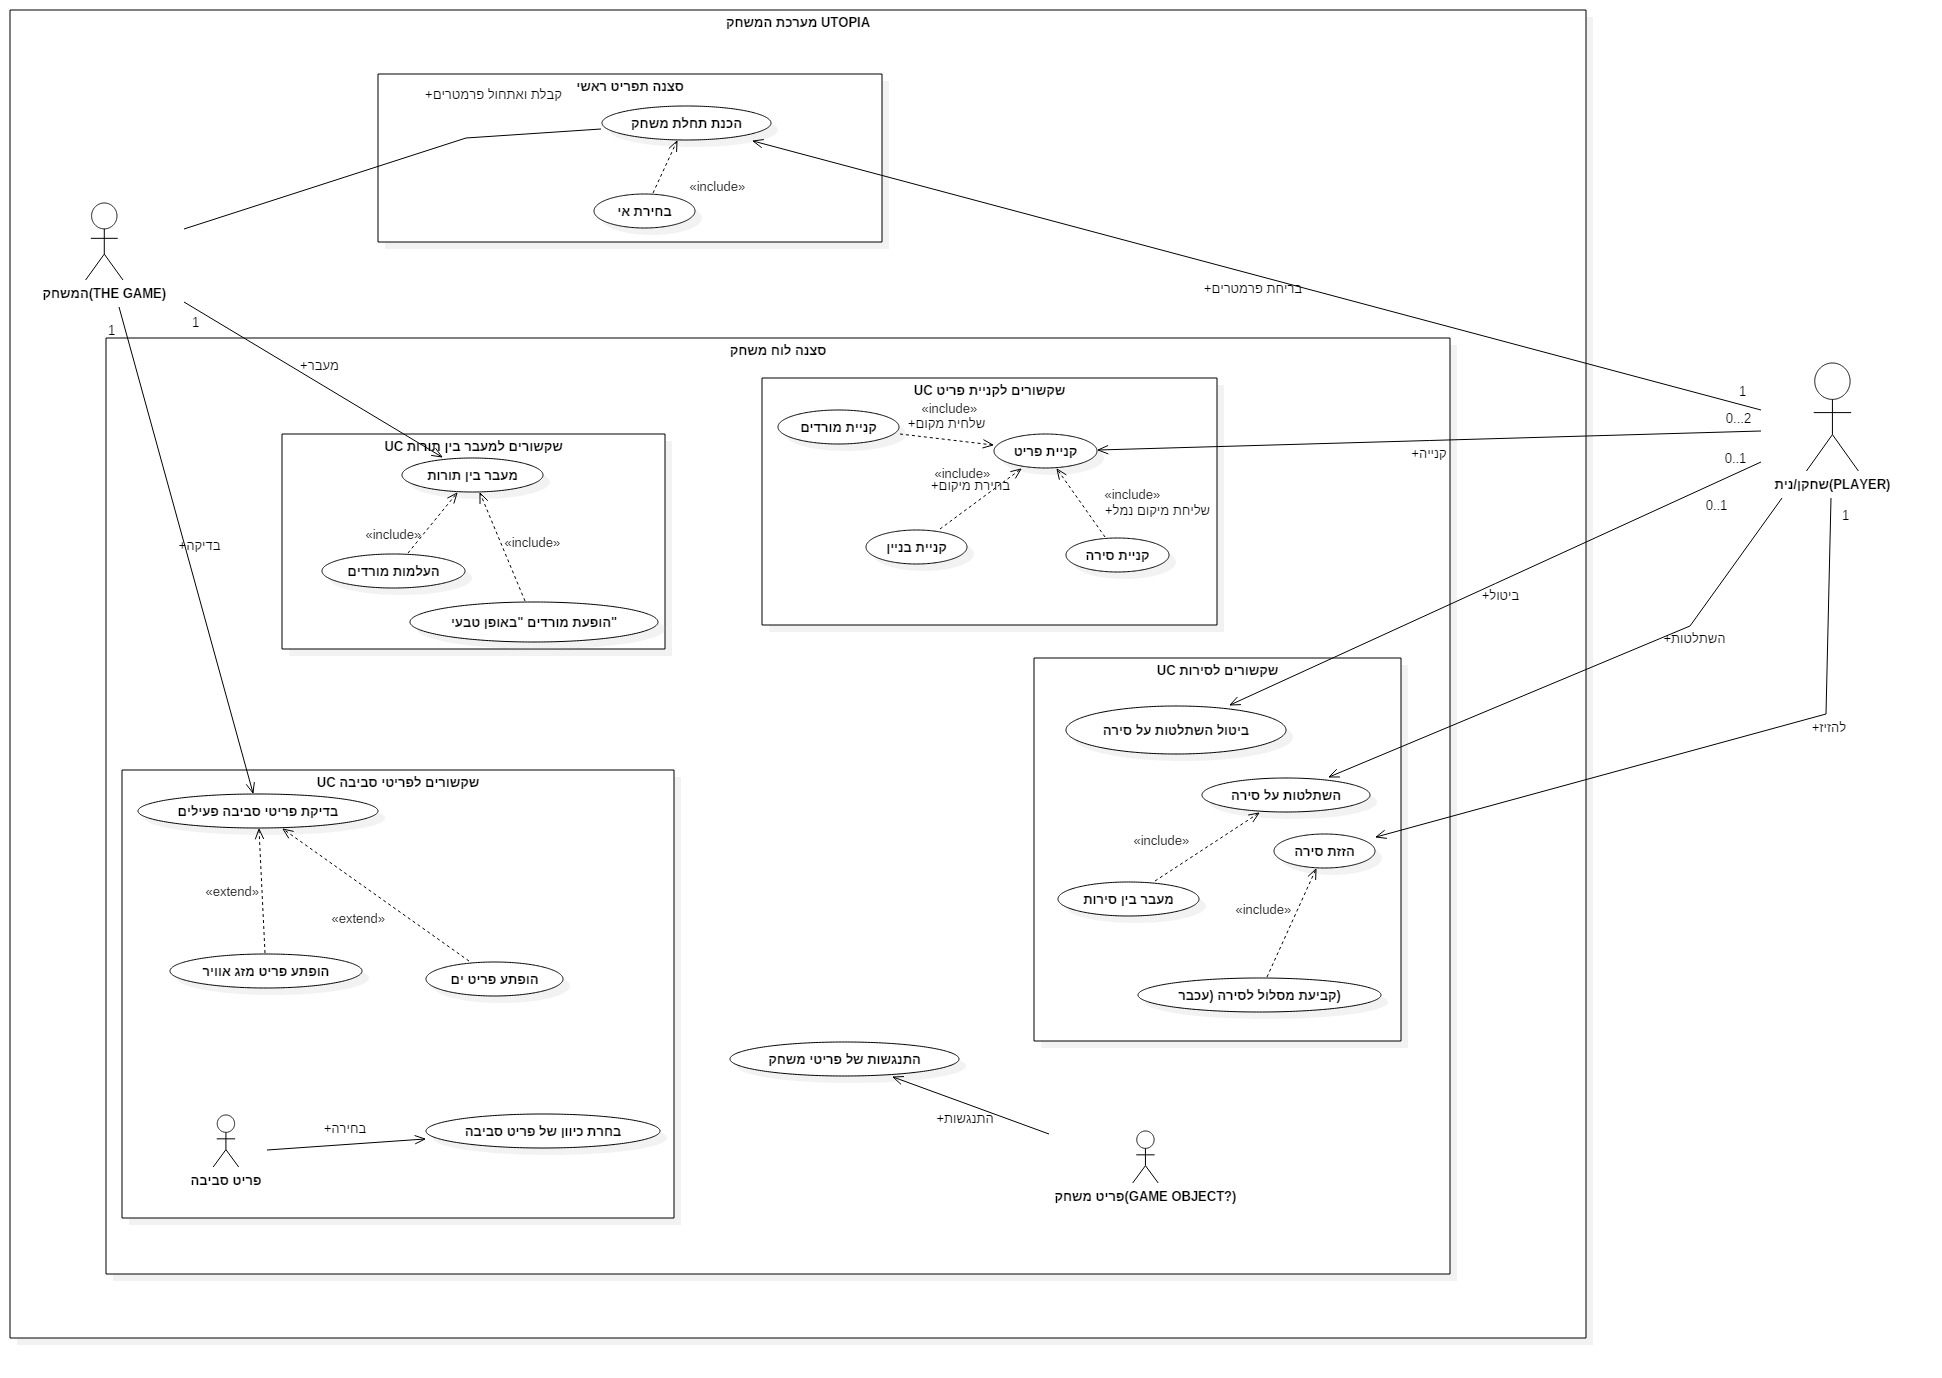 מערכת המשחק UTOPIA
סצנה תפריט ראשי
+קבלת ואתחול פרמטרים
הכנת תחלת משחק
«include»
בחירת אי
המשחק(THE GAME)
+בריחת פרמטרים
1
1
סצנה לוח משחק
+מעבר
שקשורים לקניית פריט UC
1
«include»
+שלחית מקום
0...2
קניית מורדים
שקשורים למעבר בין תורות UC
קניית פריט
+קנייה
0..1
מעבר בין תורות
«include»
+בחירת מיקום
«include»
+שליחת מיקום נמל
שחקן/נית(PLAYER)
0..1
1
«include»
«include»
+בדיקה
קניית בניין
קניית סירה
העלמות מורדים
+ביטול
"הופעת מורדים "באופן טבעי
+השתלטות
שקשורים לסירות UC
ביטול השתלטות על סירה
+להזיז
שקשורים לפריטי סביבה UC
השתלטות על סירה
בדיקת פריטי סביבה פעילים
«include»
הזזת סירה
«extend»
«extend»
מעבר בין סירות
«include»
הופתע פריט מזג אוויר
הופתע פריט ים
(קביעת מסלול לסירה (עכבר
התנגשות של פריטי משחק
+התנגשות
+בחירה
בחרת כיוון של פריט סביבה
פריט סביבה
פריט משחק(GAME OBJECT?)